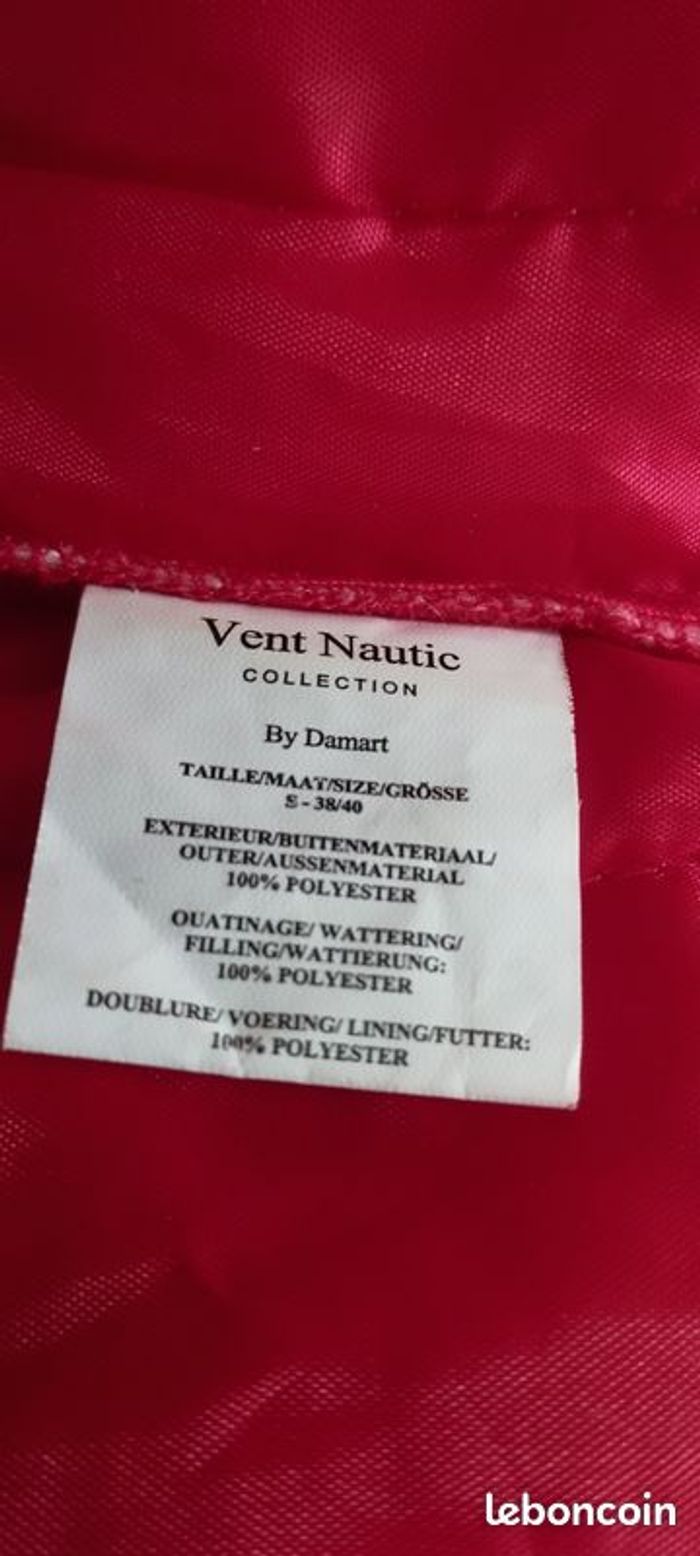 Vent Nautic
COLLECTION
By Damart
TAILLE/MAAT/SIZE/GRÖSSE
S - 38/40
EXTERIEUR/BUITENMATERIAAL/
OUTER/AUSSENMATERIAL
100% POLYESTER
OUATINAGE/ WATTERING/
FILLING/WATTIERUNG:
100% POLYESTER
DOUBLURE/ VOERING/ LINING/FUTTER:
100% POLYESTER
leboncoin